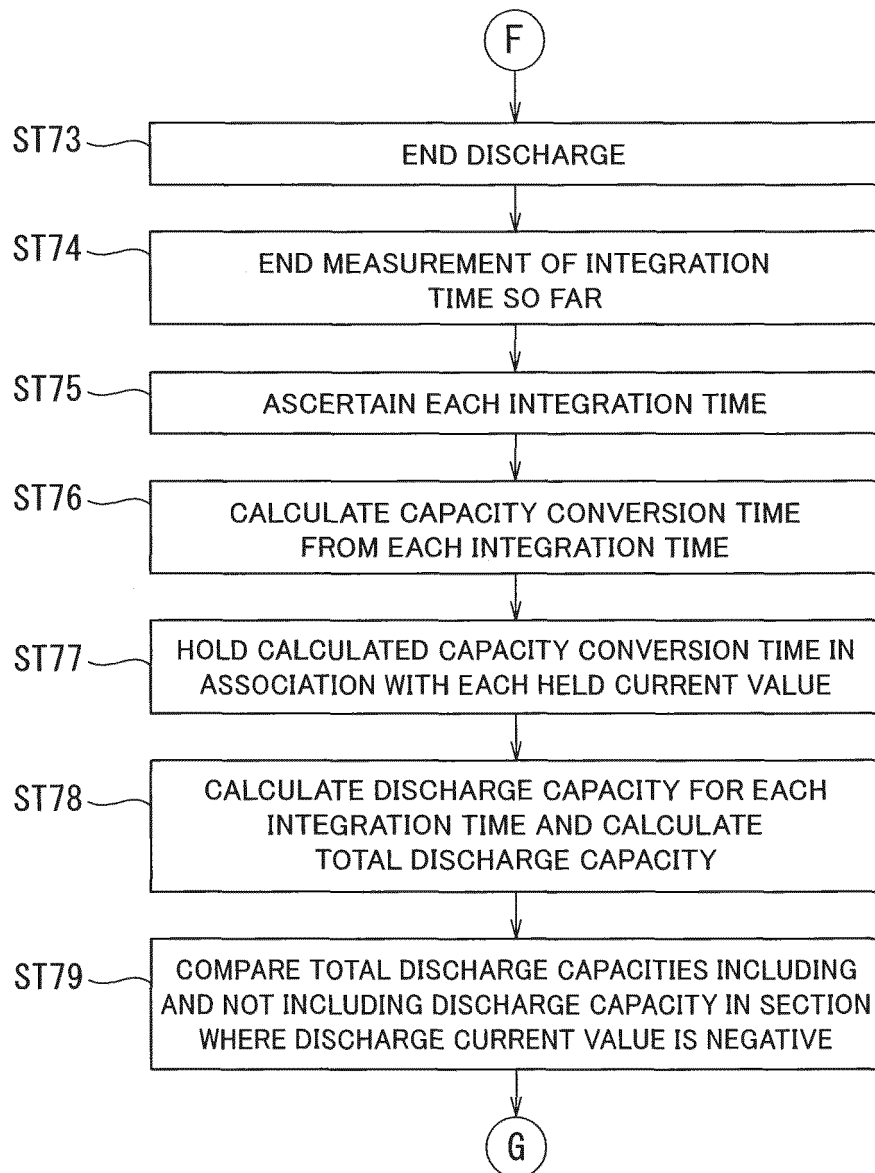 F
ST73
END DISCHARGE
ST74
END MEASUREMENT OF INTEGRATION
TIME SO FAR
ST75
ASCERTAIN EACH INTEGRATION TIME
ST76
CALCULATE CAPACITY CONVERSION TIME
FROM EACH INTEGRATION TIME
ST77
HOLD CALCULATED CAPACITY CONVERSION TIME IN
ASSOCIATION WITH EACH HELD CURRENT VALUE
ST78
CALCULATE DISCHARGE CAPACITY FOR EACH
INTEGRATION TIME AND CALCULATE
TOTAL DISCHARGE CAPACITY
ST79
COMPARE TOTAL DISCHARGE CAPACITIES INCLUDING
AND NOT INCLUDING DISCHARGE CAPACITY IN SECTION
WHERE DISCHARGE CURRENT VALUE IS NEGATIVE
G